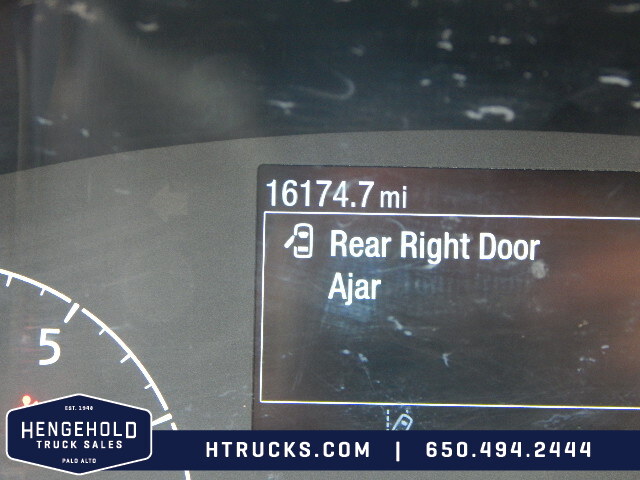 16174.7 mi
Rear Right Door
Ajar
5
EST. 1940
HENGEHOLD
TRUCK SALES
PALO ALTO
HTRUCKS.COM | 650.494.2444